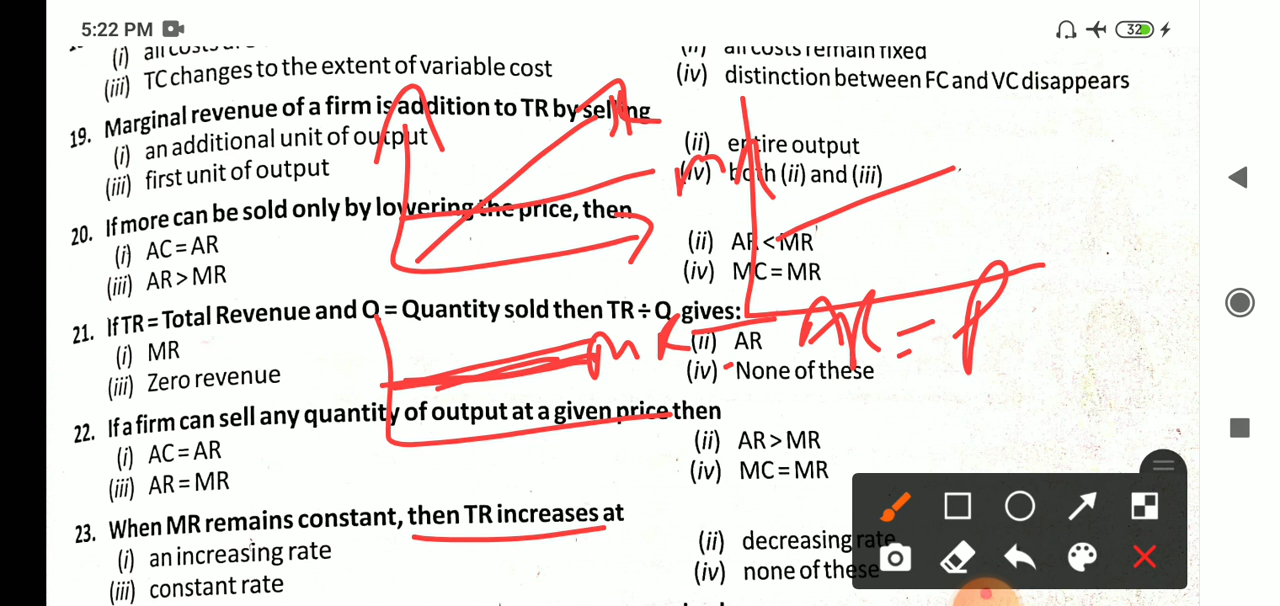 5:22 PM
32
(iii) TC changes to the extent of variable cost
(iv) distinction between FC and VC disappears
19. Marginal revenue of a firm is addition to TR by selling
(i) an additional unit of output
(ii) entire output
(iii) first unit of output
(iv) both (ii) and (iii)
20. If more can be sold only by lowering the price, then
(i) AC = AR
(ii) AR < MR
(iii) AR > MR
(iv) MC = MR
21. If TR = Total Revenue and Q = Quantity sold then TR ÷ Q gives:
(i) MR
(ii) AR
(iii) Zero revenue
(iv) None of these
22. If a firm can sell any quantity of output at a given price then
(i) AC = AR
(ii) AR > MR
(iii) AR = MR
(iv) MC = MR
23. When MR remains constant, then TR increases at
(i) an increasing rate
(ii) decreasing rate
(iii) constant rate
(iv) none of these